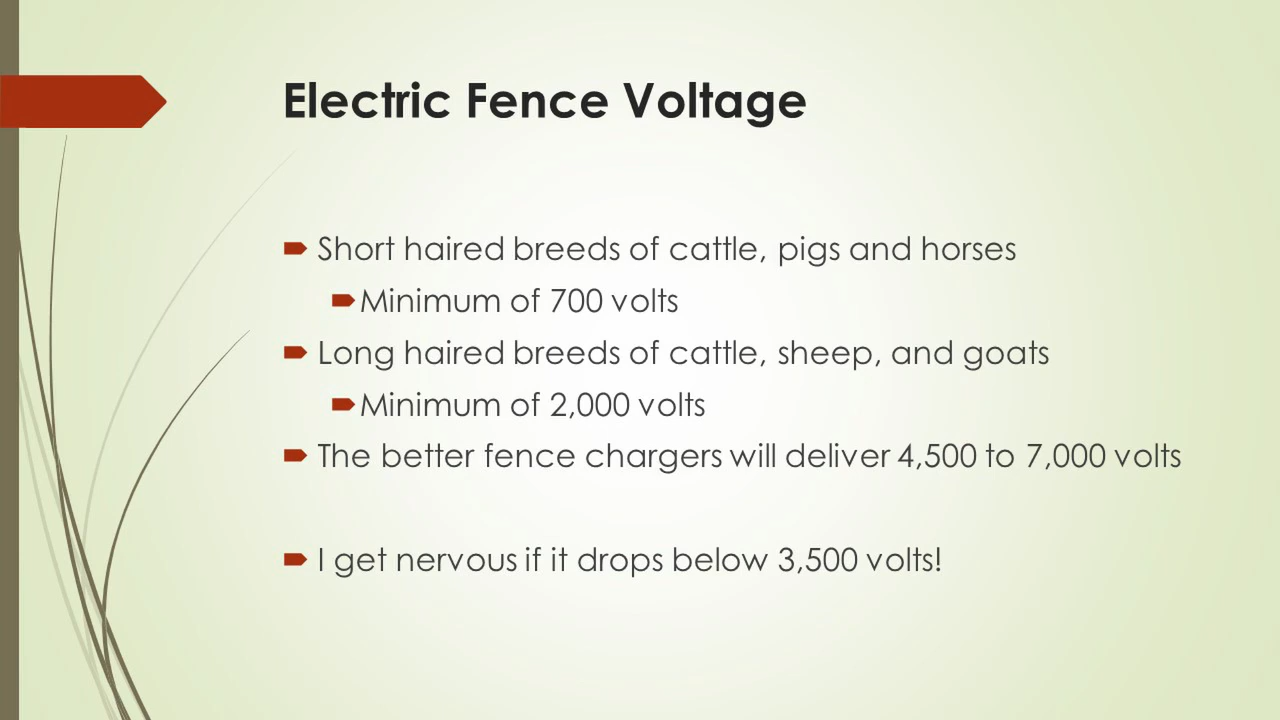 Electric Fence Voltage
Short haired breeds of cattle, pigs and horses
Minimum of 700 volts
Long haired breeds of cattle, sheep, and goats
Minimum of 2,000 volts
The better fence chargers will deliver 4,500 to 7,000 volts
I get nervous if it drops below 3,500 volts!